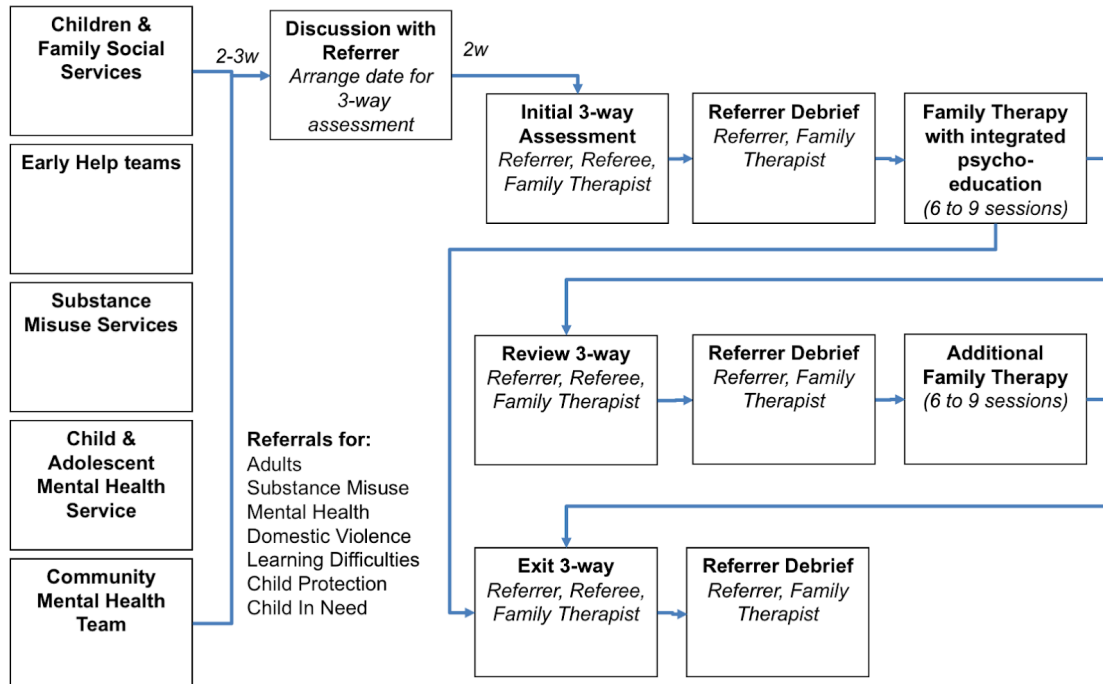 Children &
Family Social
Services
Early Help teams
Substance
Misuse Services
Child &
Adolescent
Mental Health
Service
Community
Mental Health
Team
2-3w
Discussion with
Referrer
Arrange date for
3-way
assessment
2w
Initial 3-way
Assessment
Referrer, Referee,
Family Therapist
Referrer Debrief
Referrer, Family
Therapist
Family Therapy
with integrated
psycho-
education
(6 to 9 sessions)
Review 3-way
Referrer, Referee,
Family Therapist
Referrer Debrief
Referrer, Family
Therapist
Additional
Family Therapy
(6 to 9 sessions)
Referrals for:
Adults
Substance Misuse
Mental Health
Domestic Violence
Learning Difficulties
Child Protection
Child In Need
Exit 3-way
Referrer, Referee,
Family Therapist
Referrer Debrief
Referrer, Family
Therapist